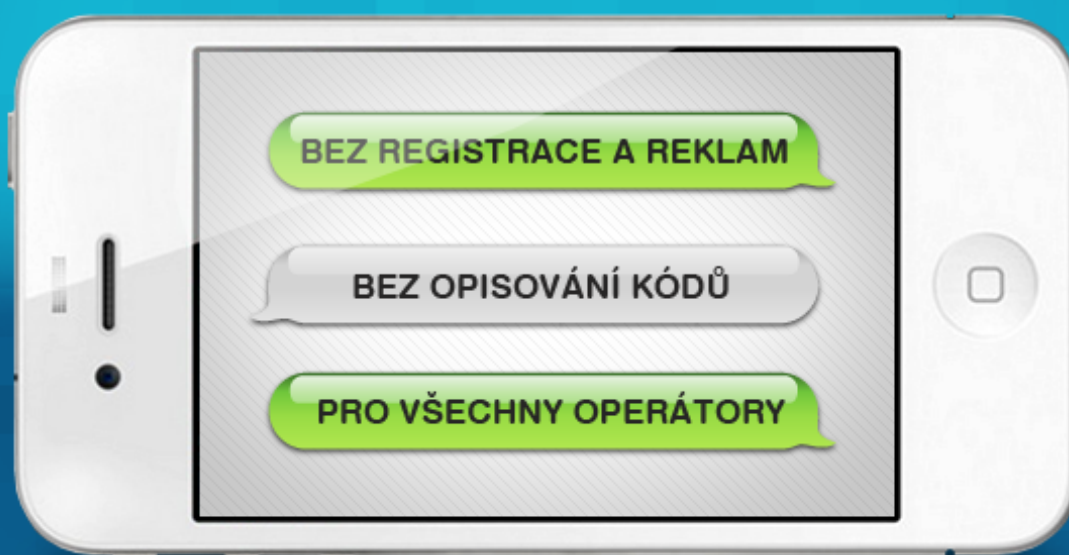 BEZ REGISTRACE A REKLAM
BEZ OPISOVÁNÍ KÓDŮ
PRO VŠECHNY OPERÁTORY